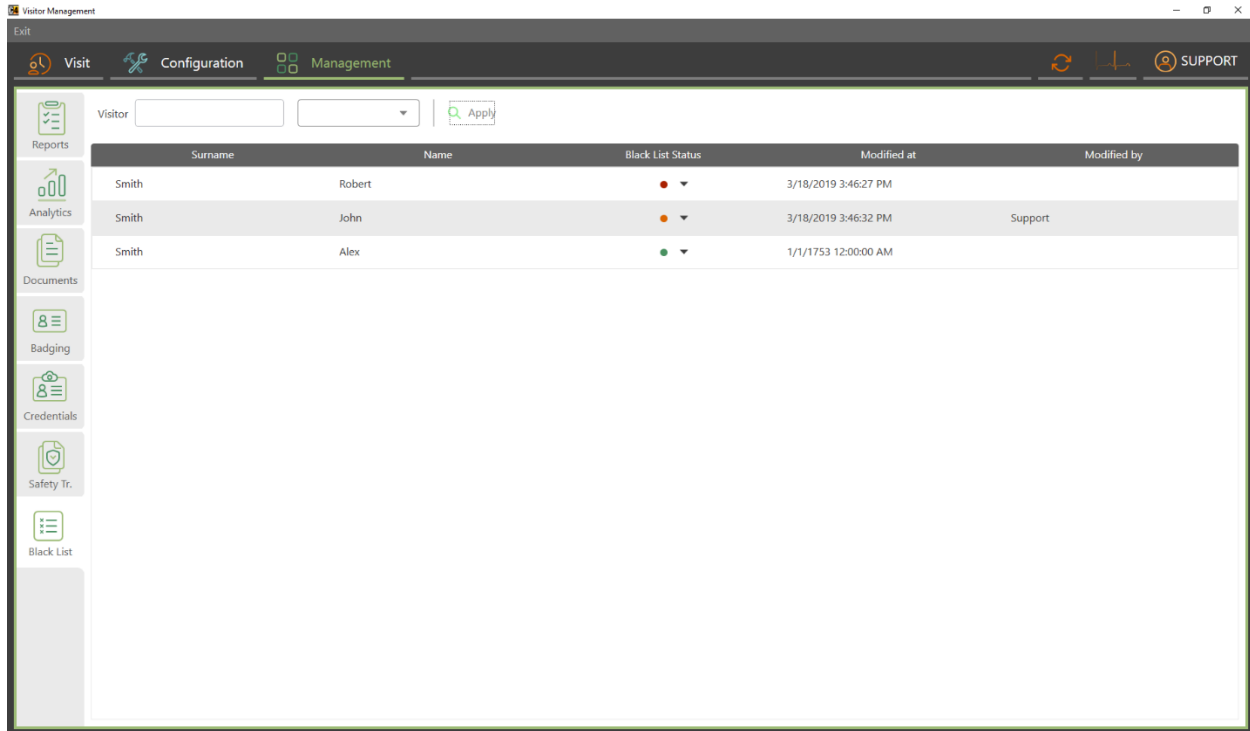 Visitor Management
Exit
Visit Configuration Management SUPPORT
Visitor Apply
Reports
Surname Name Black List Status Modified at Modified by
Smith Robert 3/18/2019 3:46:27 PM
Analytics
Smith John 3/18/2019 3:46:32 PM Support
Smith Alex 1/1/1753 12:00:00 AM
Documents
Badging
Credentials
Safety Tr.
Black List